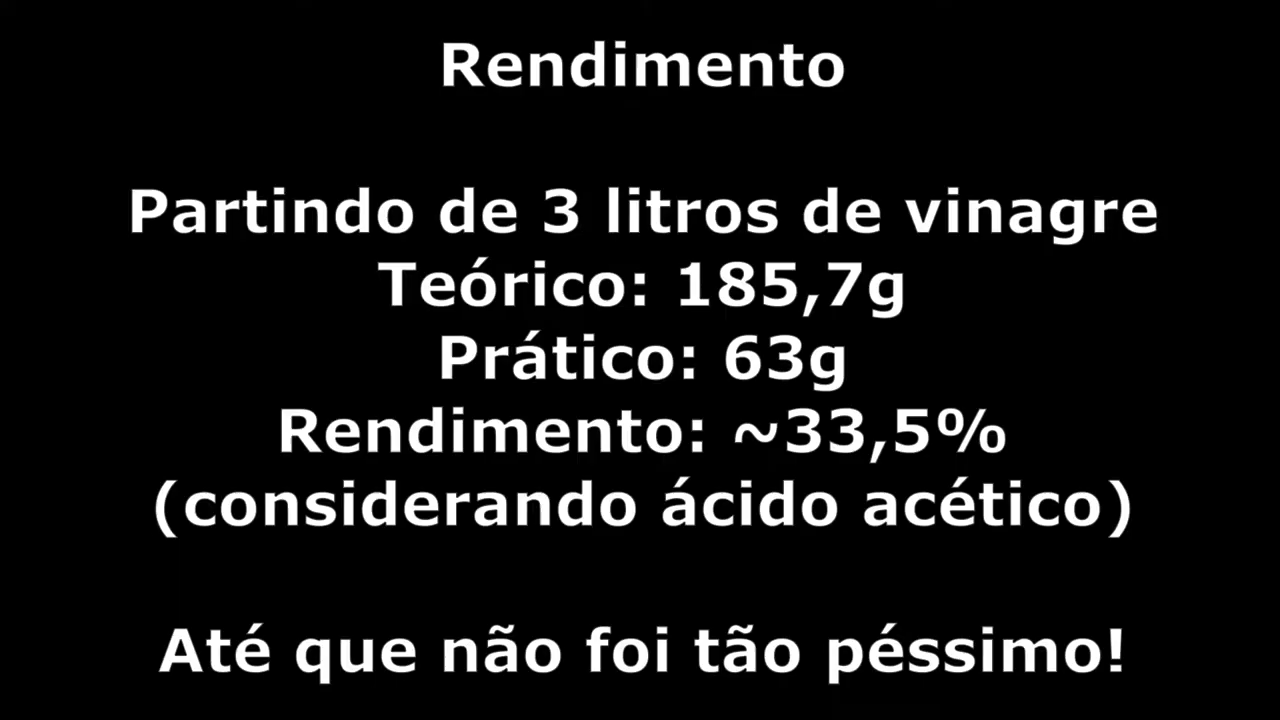 Rendimento
Partindo de 3 litros de vinagre
Teórico: 185,7g
Prático: 63g
Rendimento: ~33,5%
(considerando ácido acético)
Até que não foi tão péssimo!